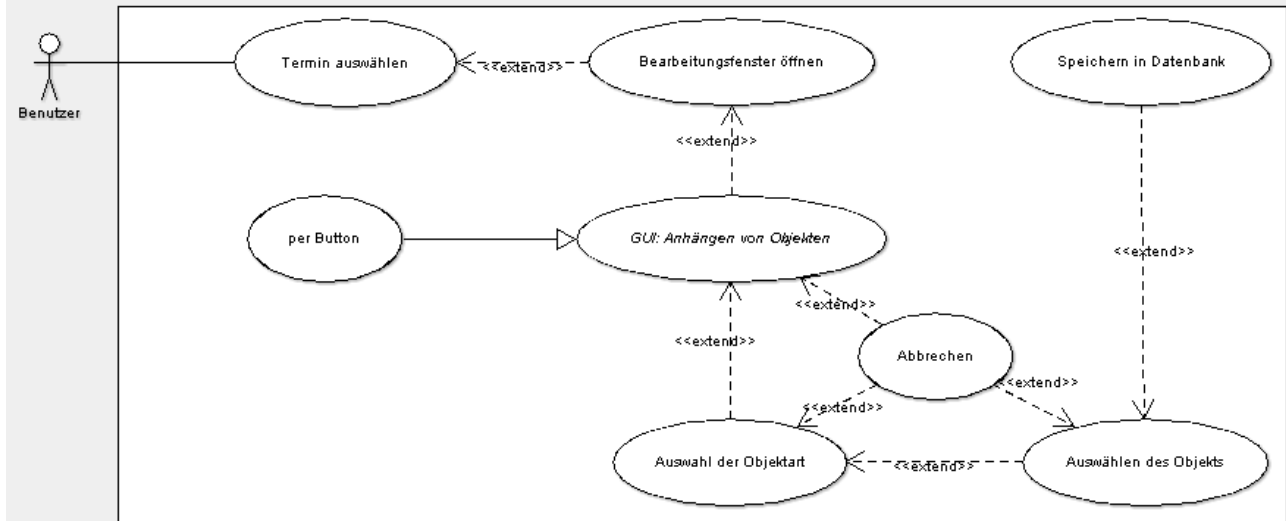 Termin auswählen
<<extend>>
Bearbeitungsfenster öffnen
Speichern in Datenbank
Benutzer
<<extend>>
per Button
GUI: Anhängen von Objekten
<<extend>>
<<extend>>
<<extend>>
Abbrechen
<<extend>>
<<extend>>
Auswahl der Objektart
<<extend>>
Auswählen des Objekts